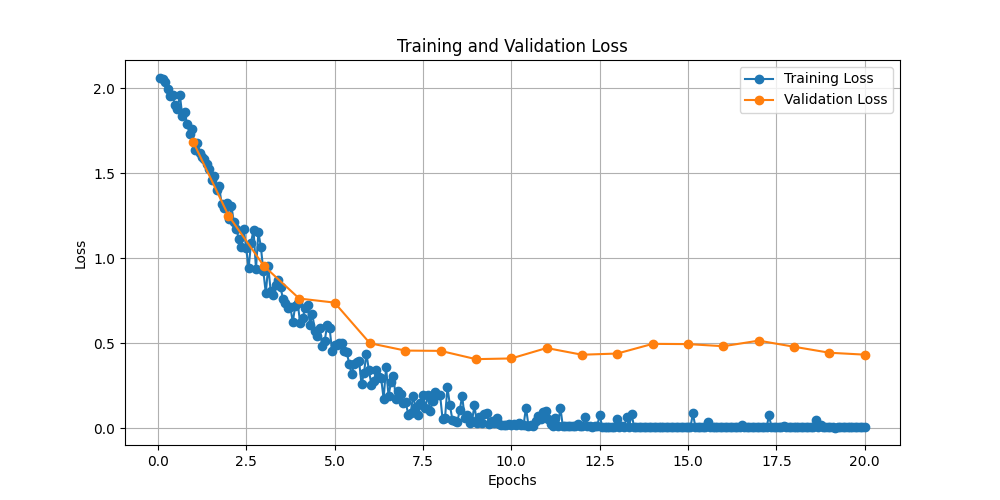 Training and Validation Loss
Training Loss
Validation Loss
2.0
1.5
1.0
0.5
0.0
Loss
0.0 2.5 5.0 7.5 10.0 12.5 15.0 17.5 20.0
Epochs